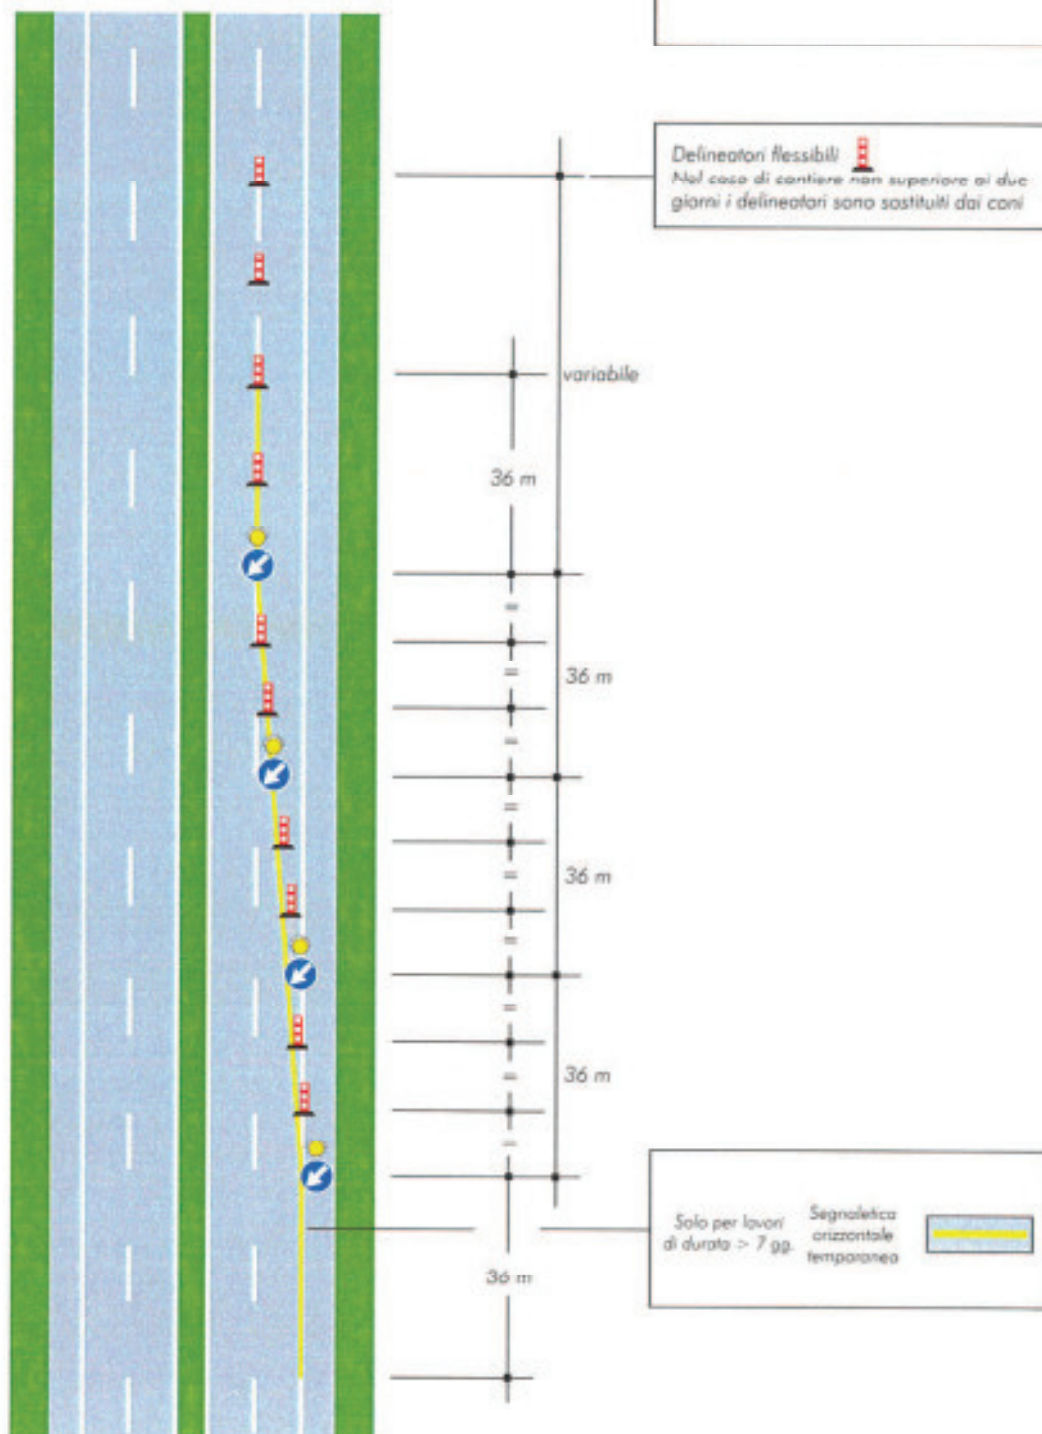 Delineatori flessibili
Nel caso di cantiere non superiore ai due
giorni i delineatori sono sostituiti dai coni
variabile
36 m
36 m
36 m
36 m
Solo per lavori
di durata > 7 gg.
Segnaletica
orizzontale
temporanea
36 m